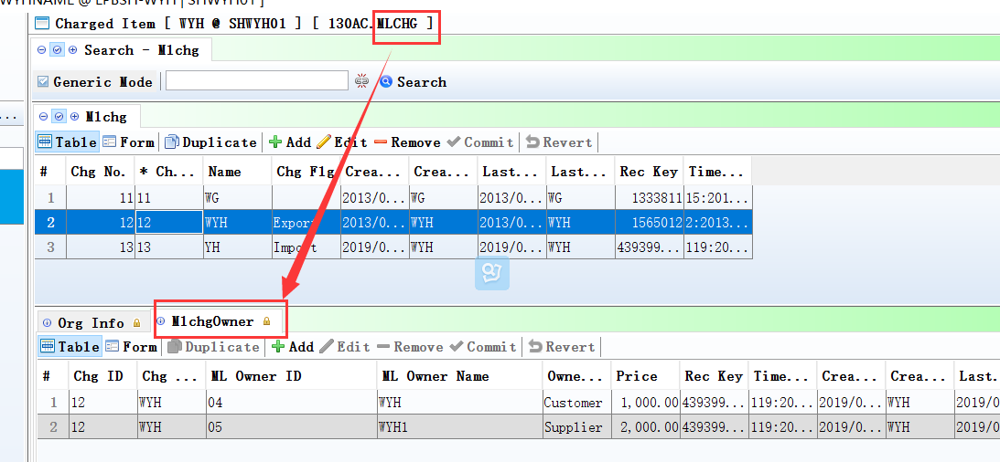 WYHNAME @ EPBSH-WYH | SHWYH01 ]
Charged Item [ WYH @ SHWYH01 ] [ 130AC.MLCHG ]
Search - Mlchg
Generic Mode Search
...
Mlchg
Table Form Duplicate Add Edit Remove Commit Revert
# Chg No. * Ch... Name Chg Flg Crea... Crea... Last... Last... Rec Key Time...
1 11 11 WG 2013/0... WG 2013/0... WG 1333811 15:201...
2 12 12 WYH Export 2013/0... WYH 2013/0... WYH 1565012 2:2013...
3 13 13 YH Import 2019/0... WYH 2019/0... WYH 439399... 119:20...
Org Info MlchgOwner
Table Form Duplicate Add Edit Remove Commit Revert
# Chg ID Chg ... ML Owner ID ML Owner Name Owne... Price Rec Key Time... Crea... Crea... Last...
1 12 WYH 04 WYH Customer 1,000.00 439399... 119:20... 2019/0... WYH 2019/0
2 12 WYH 05 WYH1 Supplier 2,000.00 439399... 119:20... 2019/0... WYH 2019/0